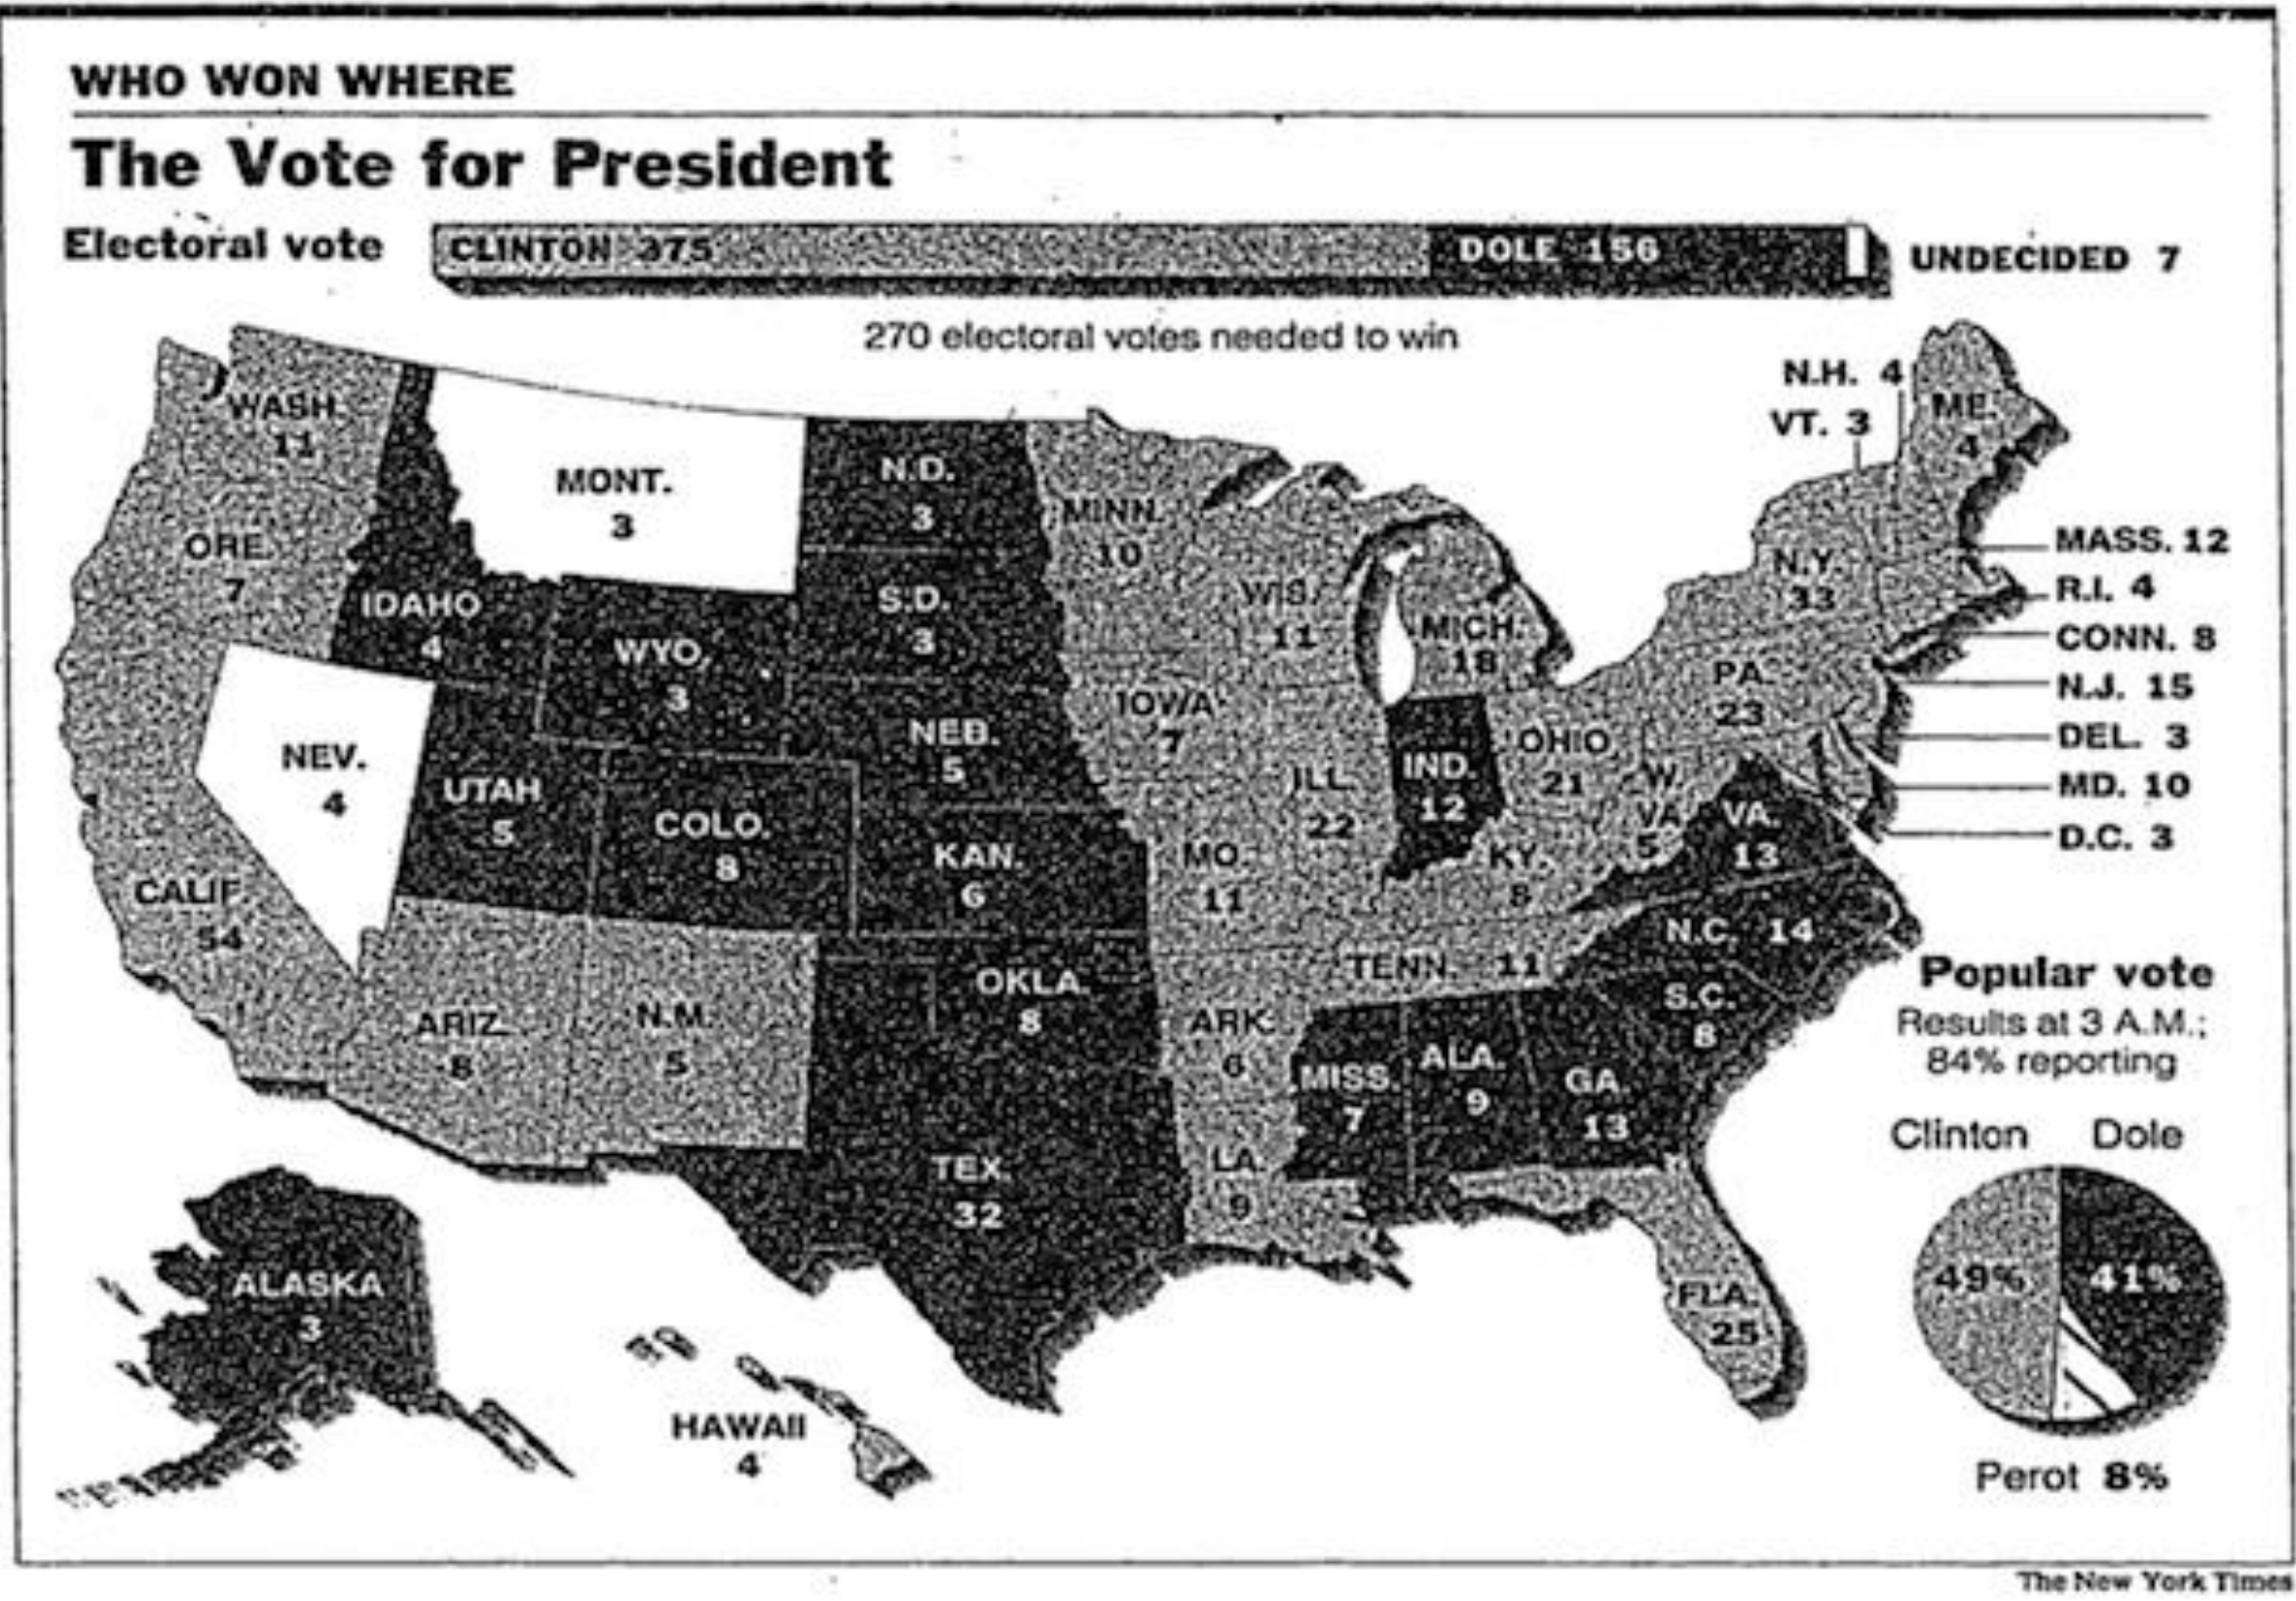 WHO WON WHERE
The Vote for President
Electoral vote
CLINTON 375
DOLE 156
UNDECIDED 7
270 electoral votes needed to win
N.H. 4
VT. 3
ME.
4
WASH.
11
MONT.
3
N.D.
3
MINN.
10
ORE.
7
IDAHO
4
WYO.
3
S.D.
3
WIS.
11
MICH.
18
N.Y.
33
MASS. 12
R.I. 4
CONN. 8
N.J. 15
DEL. 3
MD. 10
D.C. 3
NEV.
4
UTAH
5
COLO.
8
NEB.
5
IOWA
7
ILL.
22
IND.
12
OHIO
21
PA.
23
W.
VA.
5
VA.
13
CALIF.
54
KAN.
6
MO.
11
KY.
8
N.C. 14
TENN. 11
S.C.
8
ARIZ.
8
N.M.
5
OKLA.
8
ARK.
6
MISS.
7
ALA.
9
GA.
13
TEX.
32
LA.
9
FLA.
25
ALASKA
3
HAWAII
4
Popular vote
Results at 3 A.M.;
84% reporting
Clinton Dole
49% 41%
Perot 8%
The New York Times